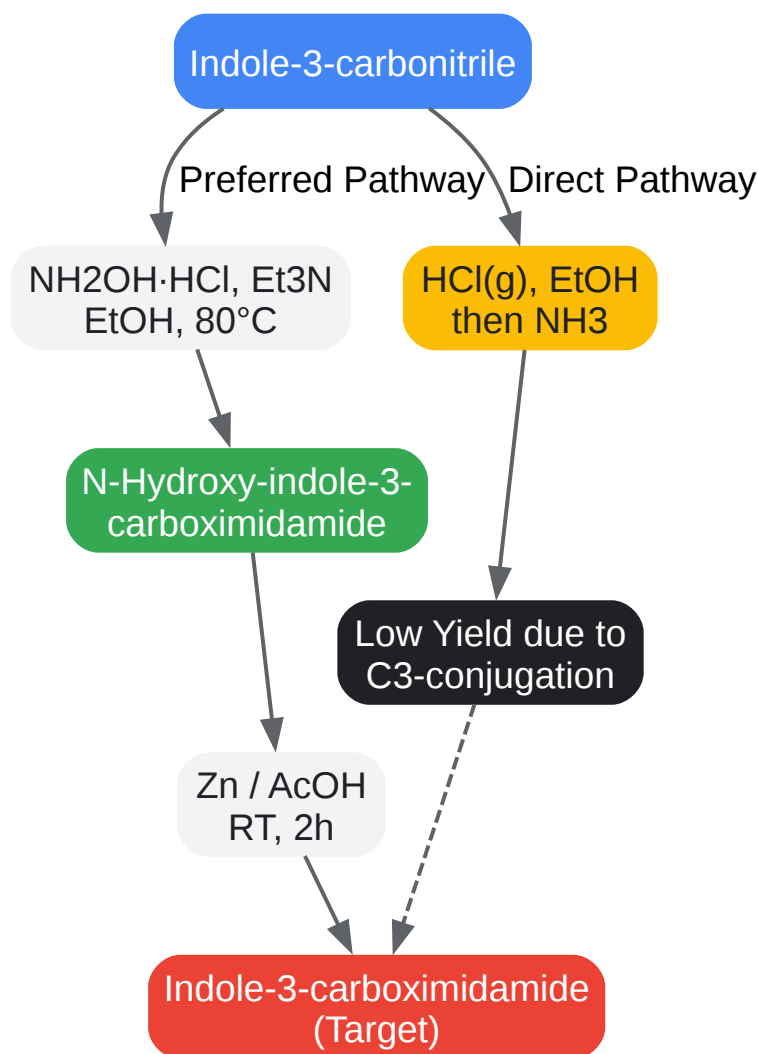 Indole-3-carbonitrile
Preferred Pathway
Direct Pathway
NH2OH·HCl, Et3N
EtOH, 80°C
HCl(g), EtOH
then NH3
N-Hydroxy-indole-3-
carboximidamide
Low Yield due to
C3-conjugation
Zn / AcOH
RT, 2h
Indole-3-carboximidamide
(Target)